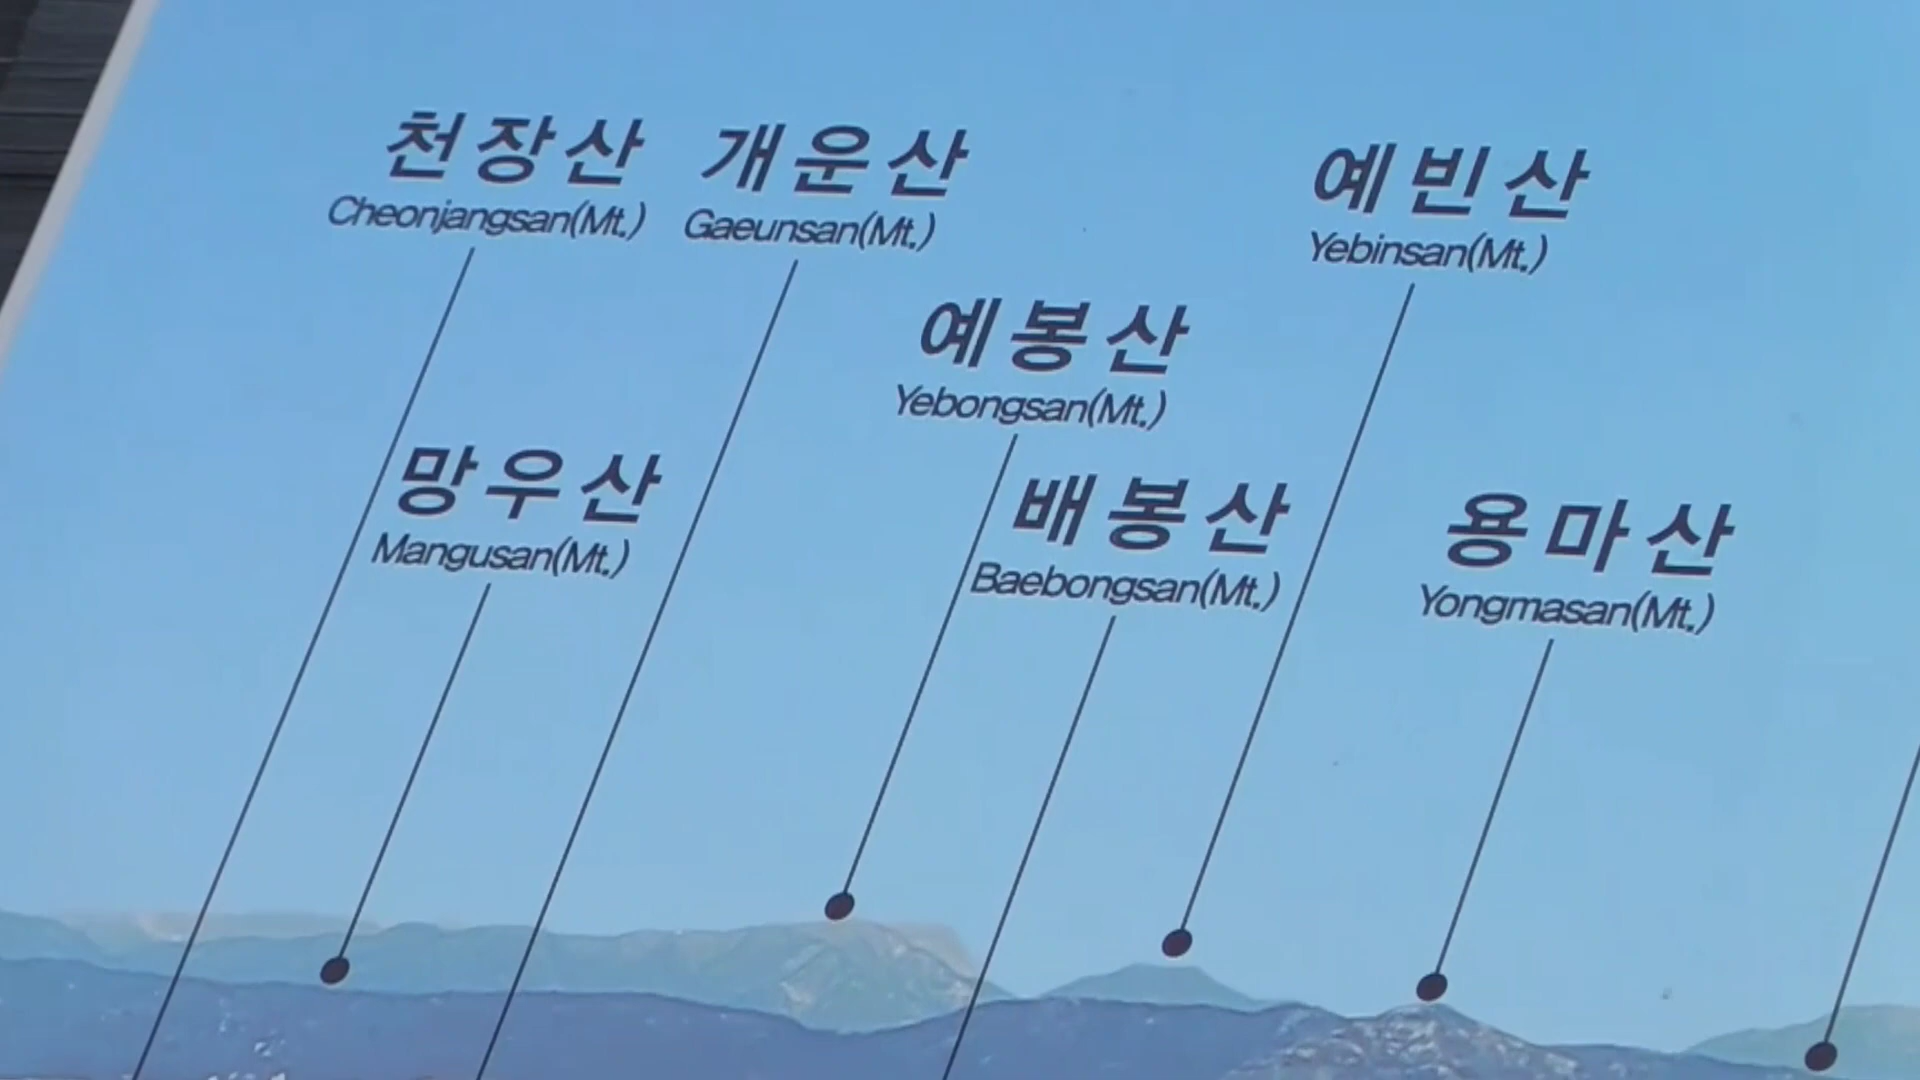 천장산
Cheonjangsan(Mt.)
개운산
Gaeunsan(Mt.)
예빈산
Yebinsan(Mt.)
예봉산
Yebongsan(Mt.)
망우산
Mangusan(Mt.)
배봉산
Baebongsan(Mt.)
용마산
Yongmasan(Mt.)